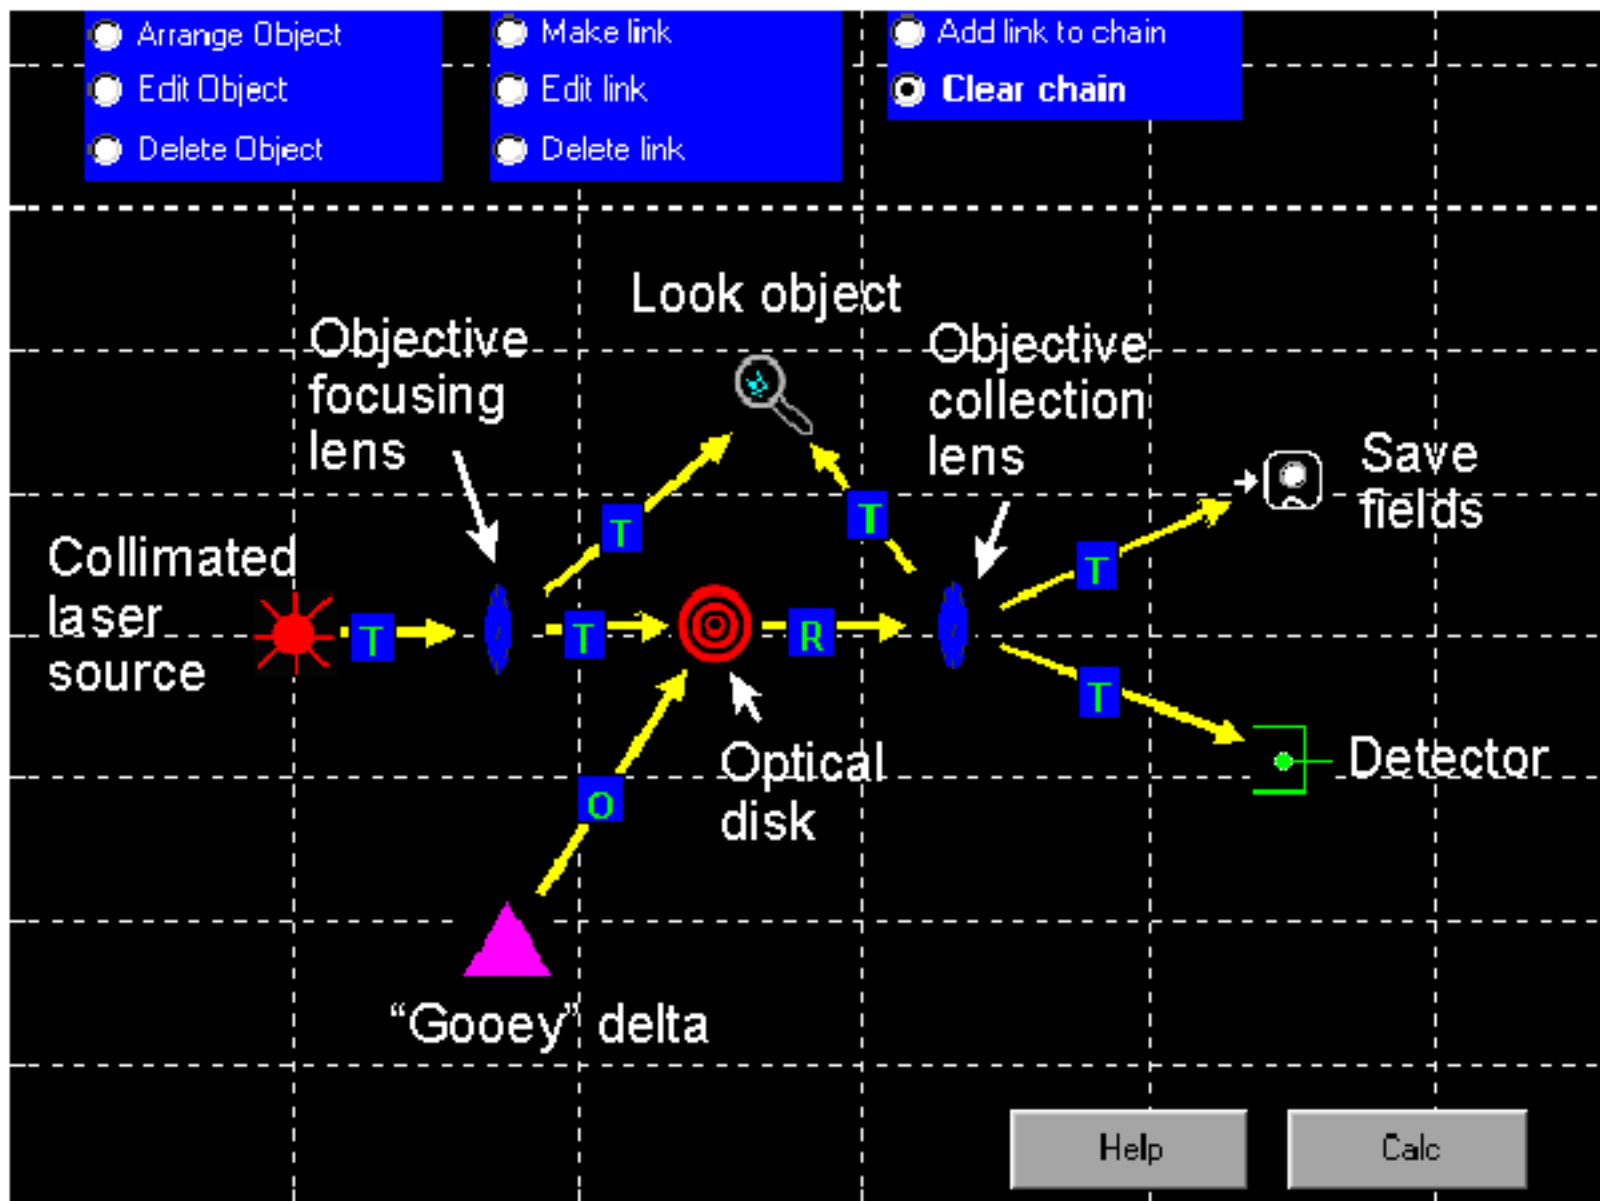 Arrange Object
Edit Object
Delete Object
Make link
Edit link
Delete link
Add link to chain
Clear chain
Look object
Objective
focusing
lens
Objective
collection
lens
Save
fields
Collimated
laser
source
T
T
T
T
T
R
T
Optical
disk
Detector
O
“Gooey” delta
Help
Calc